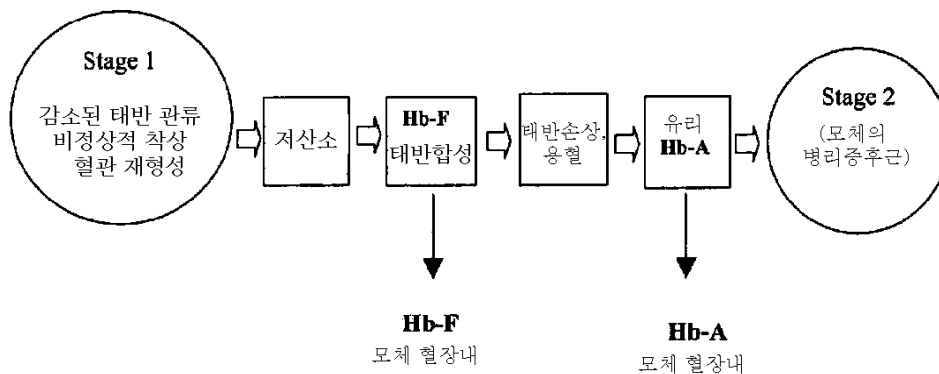 Stage 1
감소된 태반 관류
비정상적 착상
혈관 재형성
저산소
Hb-F
태반합성
태반손상,
용혈
유리
Hb-A
Stage 2
(모체의
병리증후군)
Hb-F
모체 혈장내
Hb-A
모체 혈장내